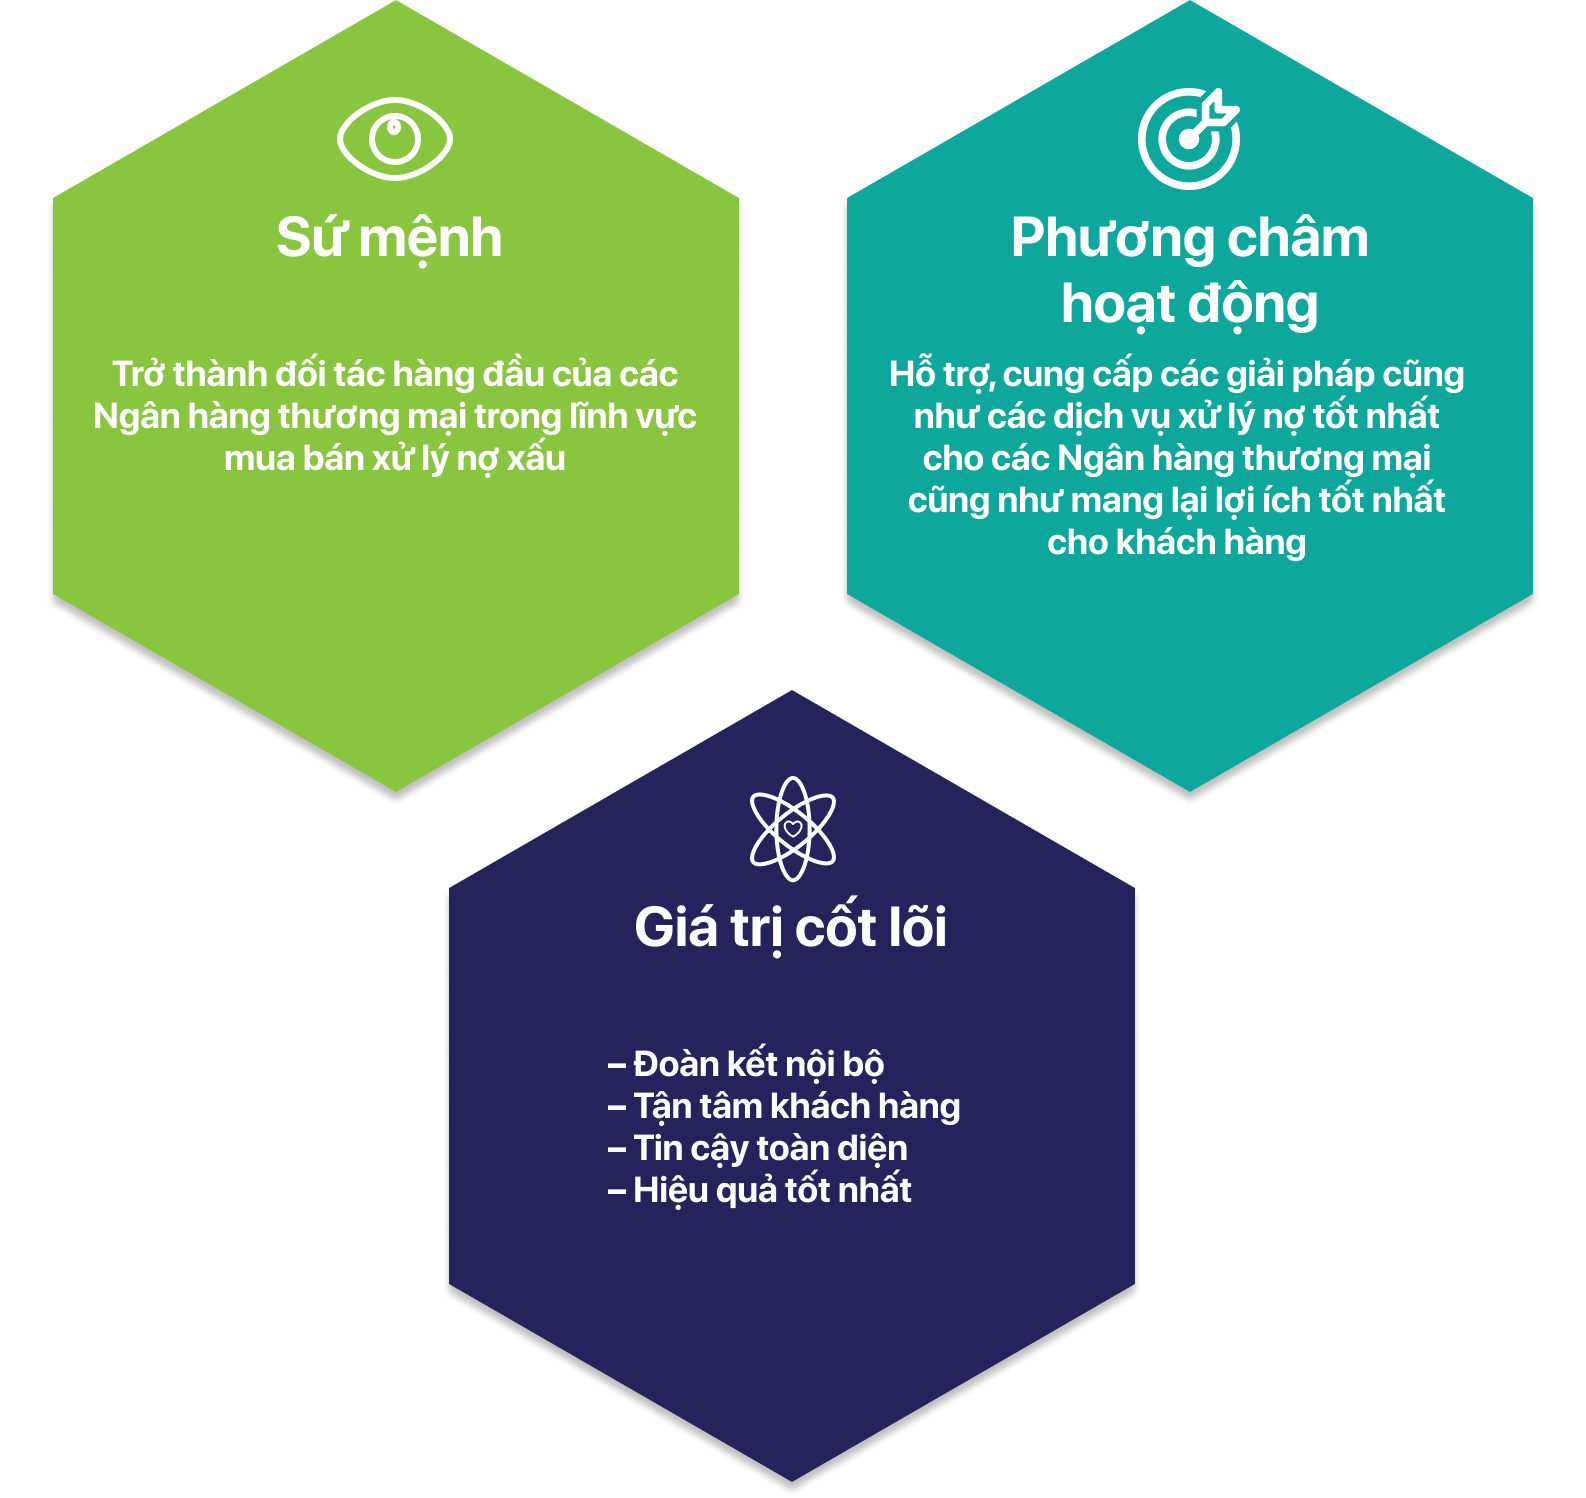 Sứ mệnh
Trở thành đối tác hàng đầu của các
Ngân hàng thương mại trong lĩnh vực
mua bán xử lý nợ xấu
Phương châm
hoạt động
Hỗ trợ, cung cấp các giải pháp cũng
như các dịch vụ xử lý nợ tốt nhất
cho các Ngân hàng thương mại
cũng như mang lại lợi ích tốt nhất
cho khách hàng
Giá trị cốt lõi
– Đoàn kết nội bộ
– Tận tâm khách hàng
– Tin cậy toàn diện
– Hiệu quả tốt nhất